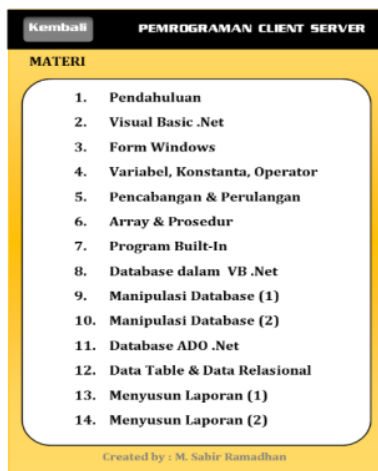 Kembali PEMROGRAMAN CLIENT SERVER
MATERI
1. Pendahuluan
2. Visual Basic .Net
3. Form Windows
4. Variabel, Konstanta, Operator
5. Pencabangan & Perulangan
6. Array & Prosedur
7. Program Built-In
8. Database dalam VB .Net
9. Manipulasi Database (1)
10. Manipulasi Database (2)
11. Database ADO .Net
12. Data Table & Data Relasional
13. Menyusun Laporan (1)
14. Menyusun Laporan (2)
Created by : M. Sabir Ramadhan